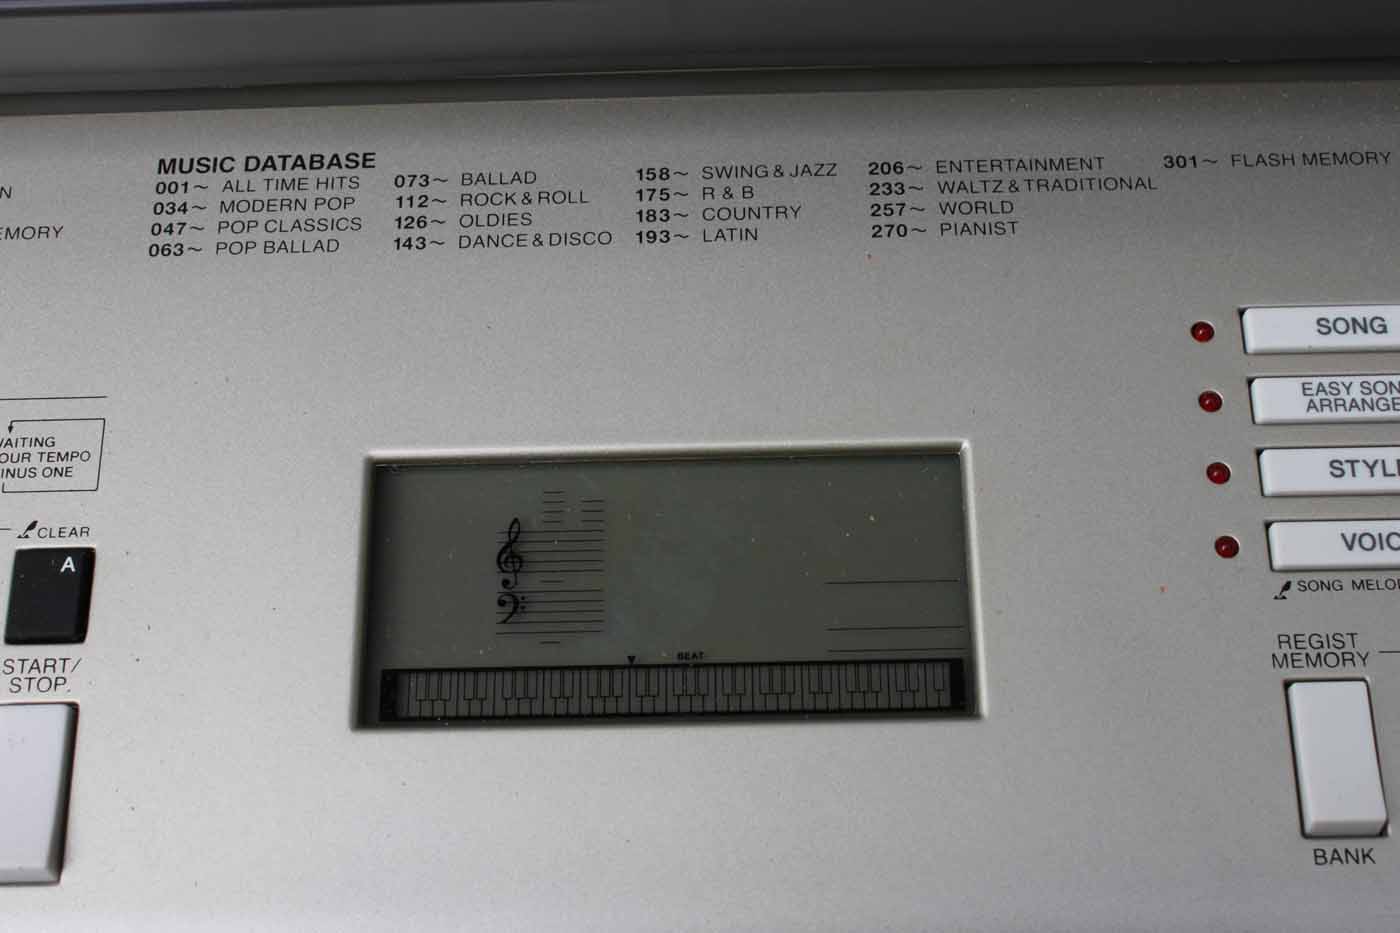 MUSIC DATABASE
001~ ALL TIME HITS
034~ MODERN POP
047~ POP CLASSICS
063~ POP BALLAD
073~ BALLAD
112~ ROCK & ROLL
126~ OLDIES
143~ DANCE & DISCO
158~ SWING & JAZZ
175~ R & B
183~ COUNTRY
193~ LATIN
206~ ENTERTAINMENT
233~ WALTZ & TRADITIONAL
257~ WORLD
270~ PIANIST
301~ FLASH MEMORY
N
EMORY
WAITING
OUR TEMPO
INUS ONE
CLEAR
A
START/
STOP
BEAT
SONG
EASY SON
ARRANGE
STYL
VOIC
SONG MELO
REGIST
MEMORY
BANK